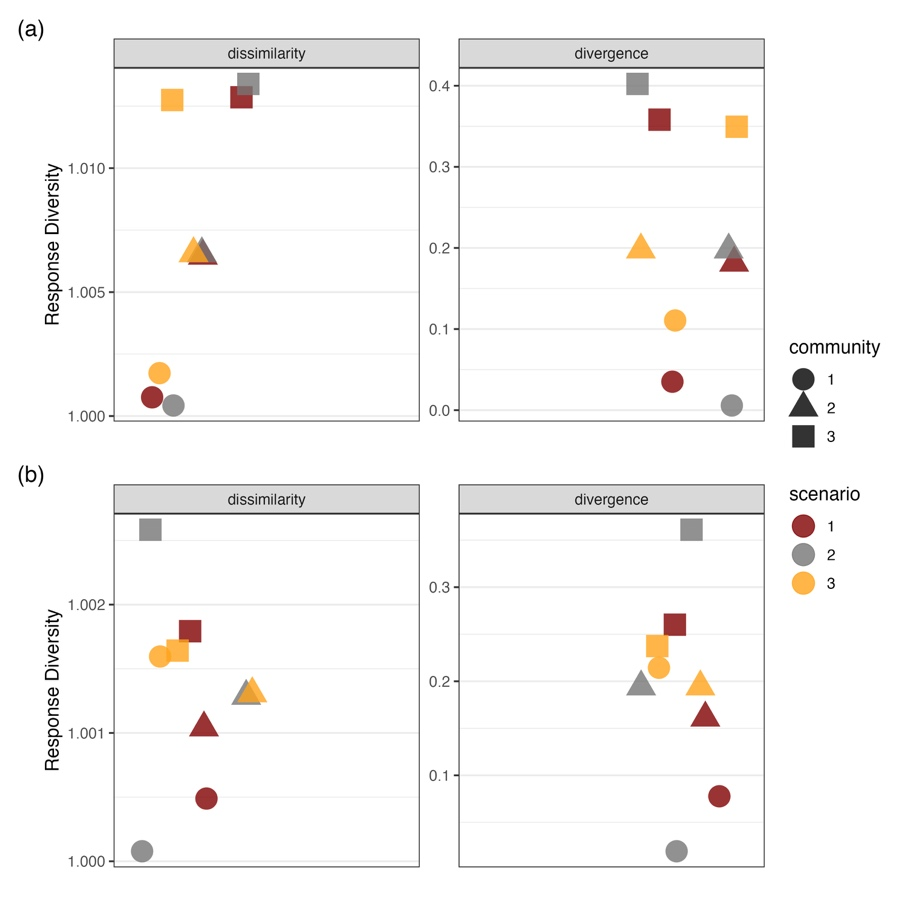 (a)
dissimilarity
divergence
Response Diversity
1.010
1.005
1.000
0.4
0.3
0.2
0.1
0.0
community
1
2
3
(b)
dissimilarity
divergence
scenario
1
2
3
Response Diversity
1.002
1.001
1.000
0.3
0.2
0.1